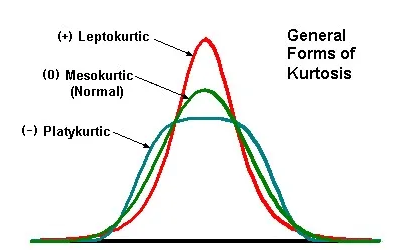 General
Forms of
Kurtosis
(+) Leptokurtic
(0) Mesokurtic
(Normal)
(−) Platykurtic